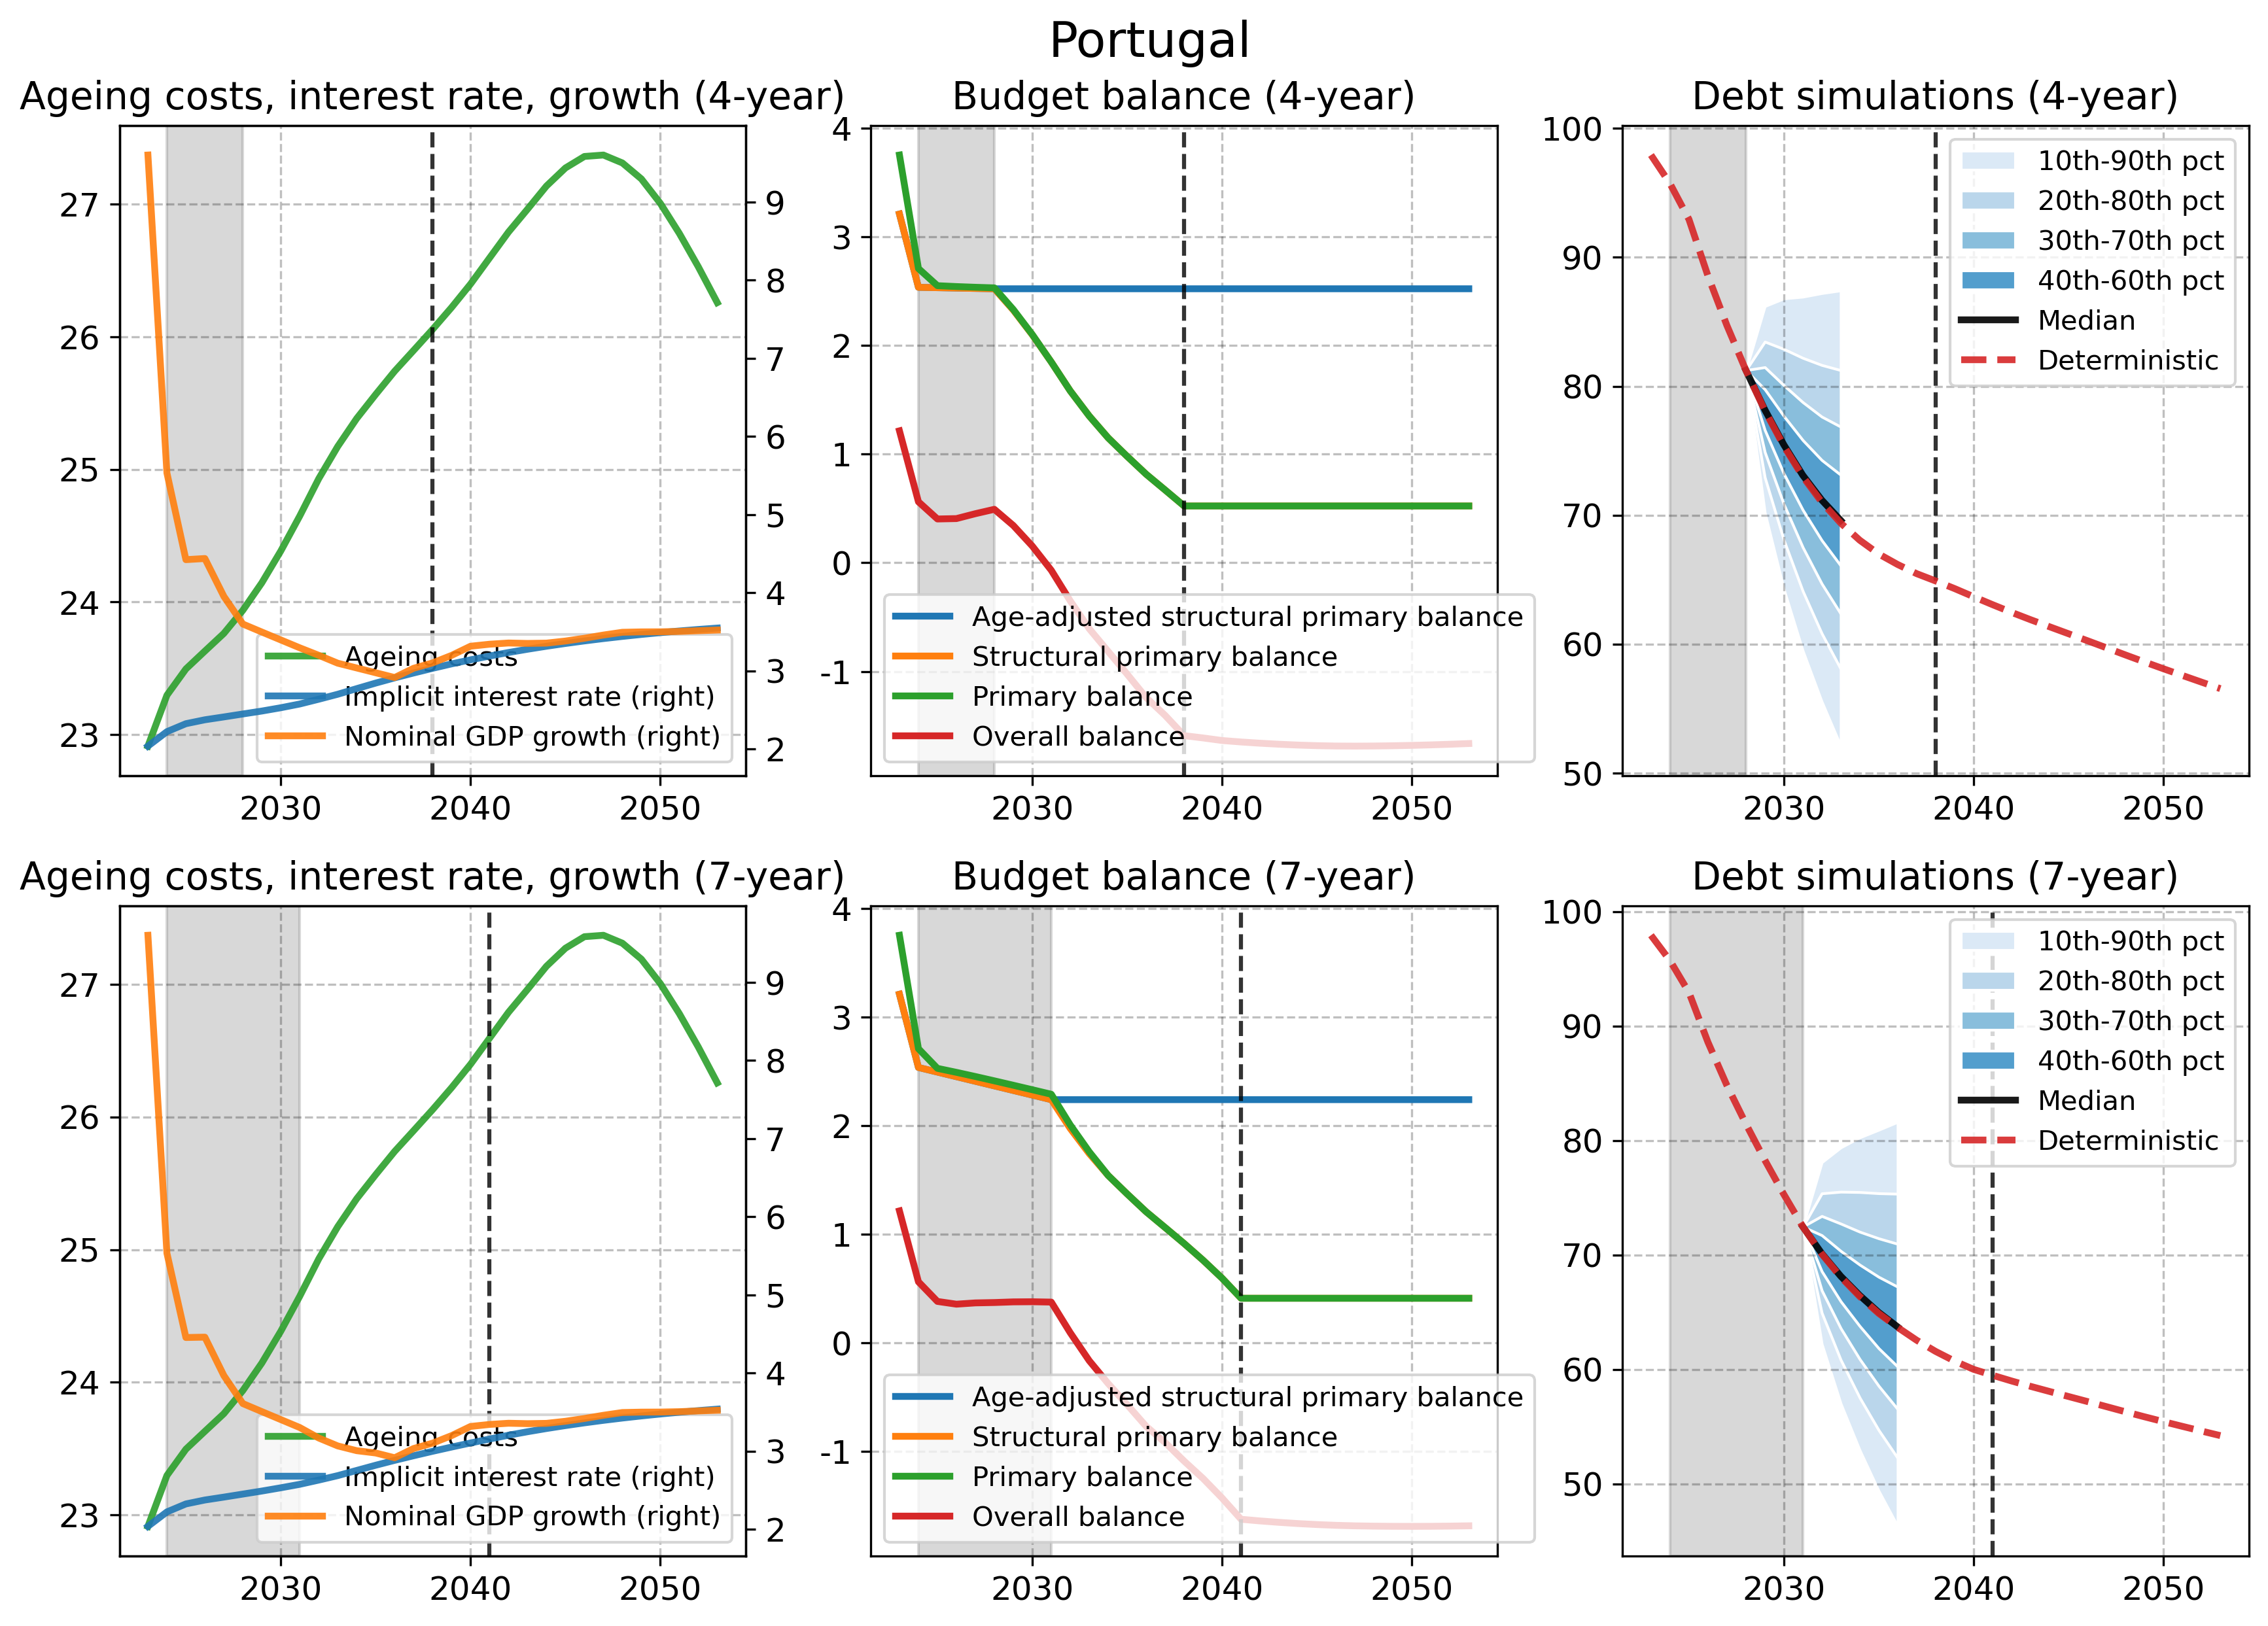 Portugal
Ageing costs, interest rate, growth (4-year)
27
26
25
24
23
9
8
7
6
5
4
3
2
Ageing costs
Implicit interest rate (right)
Nominal GDP growth (right)
2030 2040 2050
Budget balance (4-year)
4
3
2
1
0
-1
Age-adjusted structural primary balance
Structural primary balance
Primary balance
Overall balance
2030 2040 2050
Debt simulations (4-year)
100
90
80
70
60
50
10th-90th pct
20th-80th pct
30th-70th pct
40th-60th pct
Median
Deterministic
2030 2040 2050
Ageing costs, interest rate, growth (7-year)
27
26
25
24
23
9
8
7
6
5
4
3
2
Ageing costs
Implicit interest rate (right)
Nominal GDP growth (right)
2030 2040 2050
Budget balance (7-year)
4
3
2
1
0
-1
Age-adjusted structural primary balance
Structural primary balance
Primary balance
Overall balance
2030 2040 2050
Debt simulations (7-year)
100
90
80
70
60
50
10th-90th pct
20th-80th pct
30th-70th pct
40th-60th pct
Median
Deterministic
2030 2040 2050